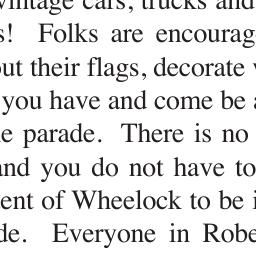 vintage cars, trucks and
s! Folks are encourag
out their flags, decorate
you have and come be
e parade. There is no
and you do not have to
ent of Wheelock to be
de. Everyone in Robe